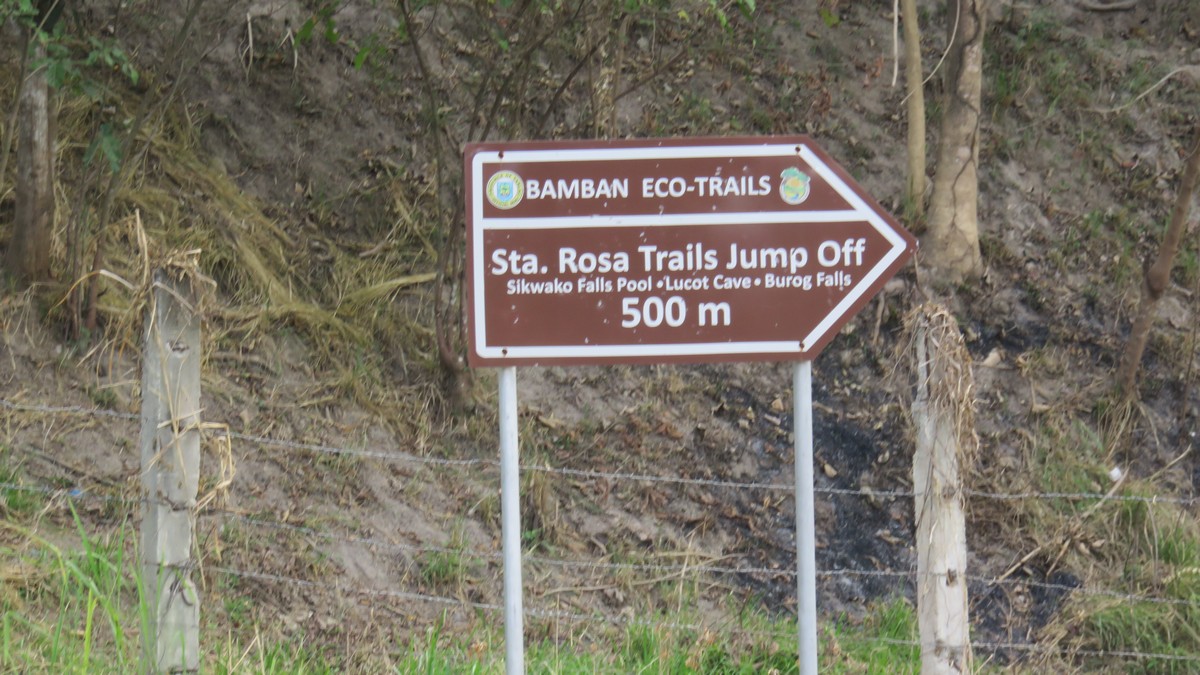 BAMBAN ECO-TRAILS
Sta. Rosa Trails Jump Off
Sikwako Falls Pool • Lucot Cave • Burog Falls
500 m